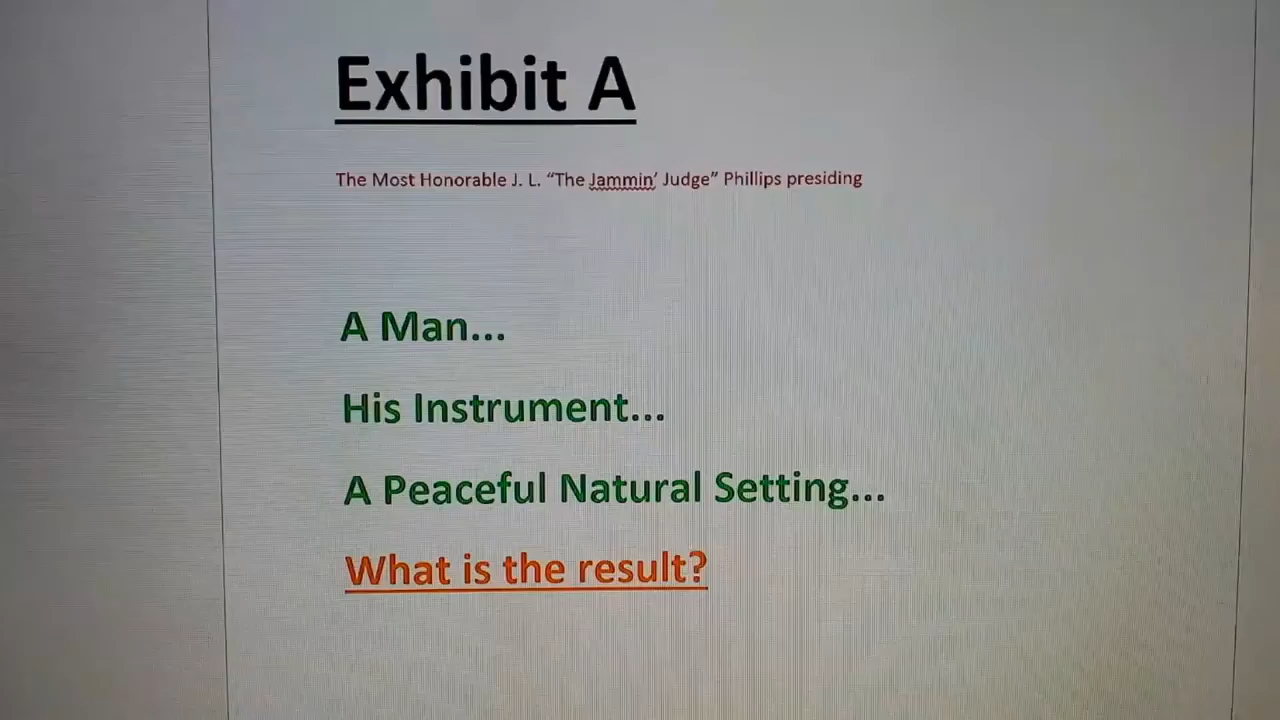 Exhibit A
The Most Honorable J. L. “The Jammin’ Judge” Phillips presiding
A Man...
His Instrument...
A Peaceful Natural Setting...
What is the result?